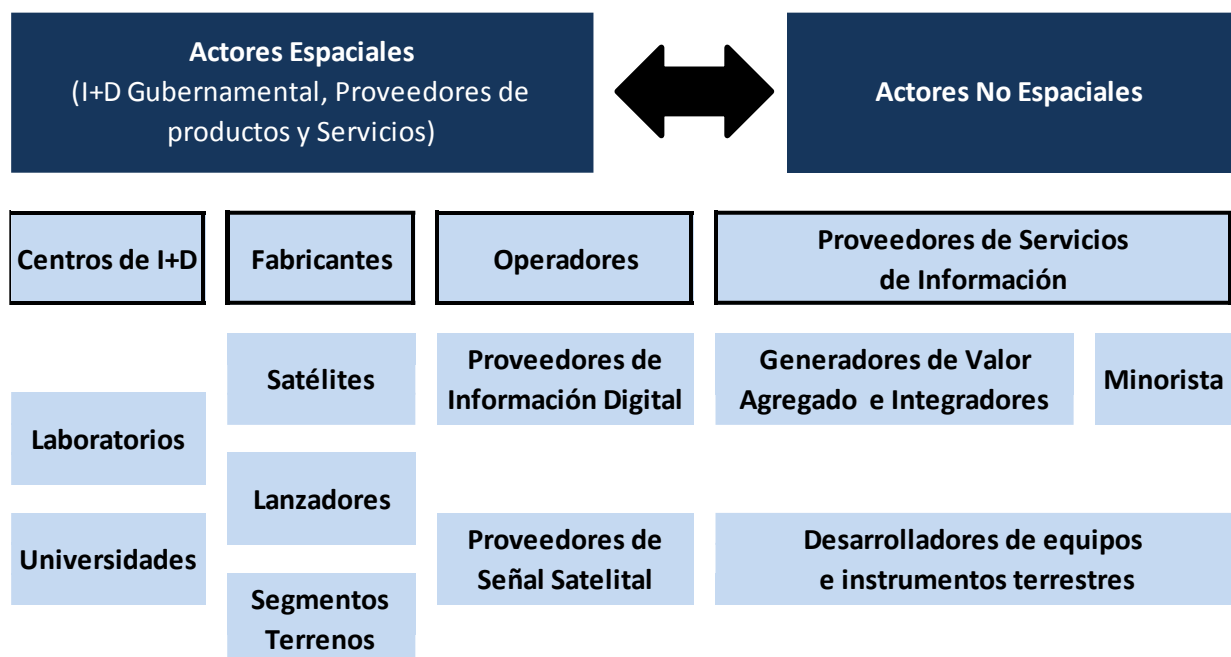 Actores Espaciales
(I+D Gubernamental, Proveedores de
productos y Servicios)
Actores No Espaciales
Centros de I+D
Fabricantes
Operadores
Proveedores de Servicios
de Información
Laboratorios
Universidades
Satélites
Lanzadores
Segmentos
Terrenos
Proveedores de
Información Digital
Proveedores de
Señal Satelital
Generadores de Valor
Agregado e Integradores
Minorista
Desarrolladores de equipos
e instrumentos terrestres